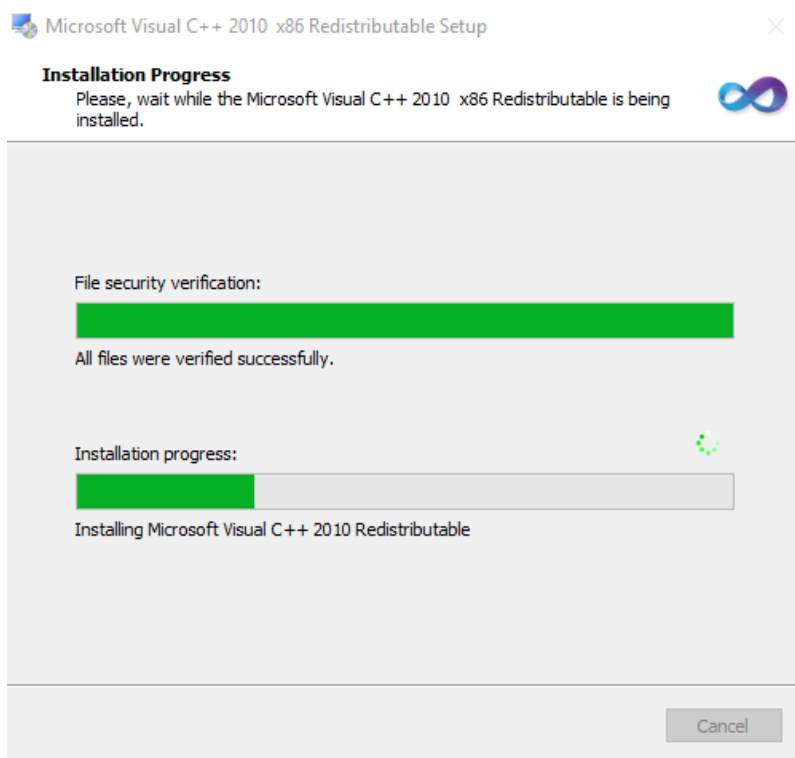 Microsoft Visual C++ 2010  x86 Redistributable Setup
Installation Progress
Please, wait while the Microsoft Visual C++ 2010  x86 Redistributable is being
installed.
File security verification:
All files were verified successfully.
Installation progress:
Installing Microsoft Visual C++ 2010 Redistributable
Cancel